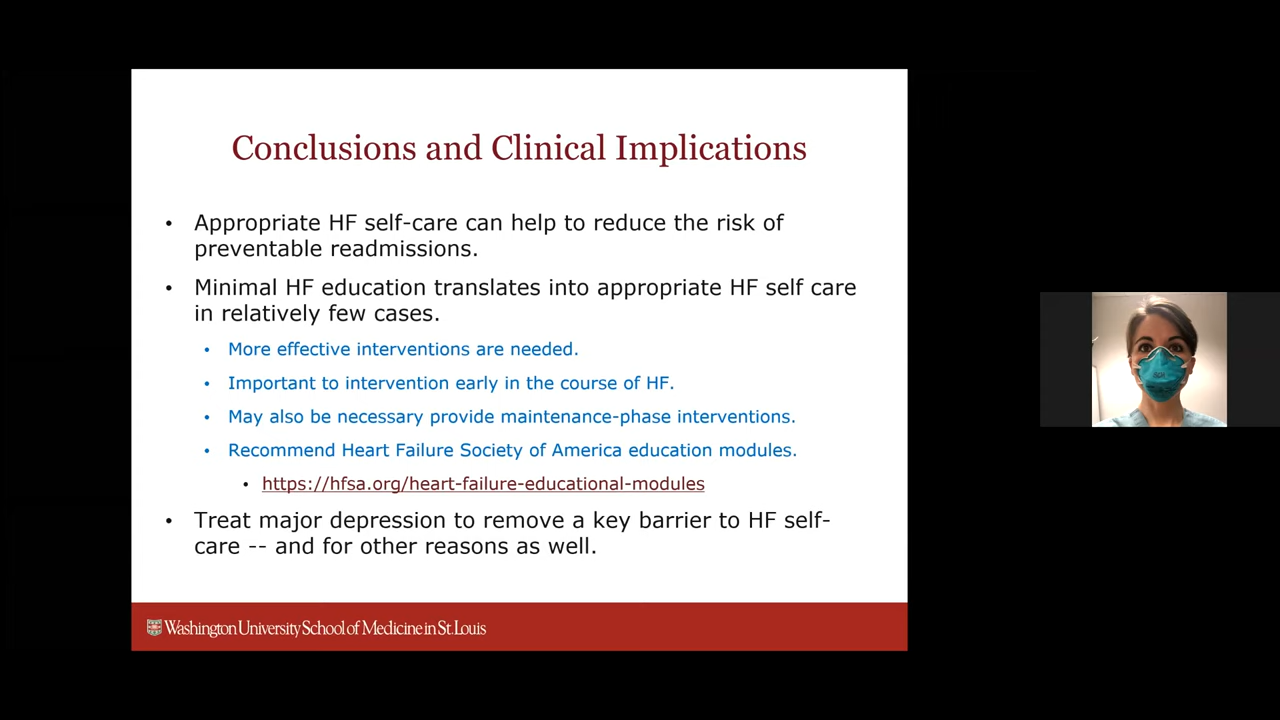 Conclusions and Clinical Implications
• Appropriate HF self-care can help to reduce the risk of
preventable readmissions.
• Minimal HF education translates into appropriate HF self care
in relatively few cases.
• More effective interventions are needed.
• Important to intervention early in the course of HF.
• May also be necessary provide maintenance-phase interventions.
• Recommend Heart Failure Society of America education modules.
• https://hfsa.org/heart-failure-educational-modules
• Treat major depression to remove a key barrier to HF self-
care -- and for other reasons as well.
Washington University School of Medicine in St. Louis